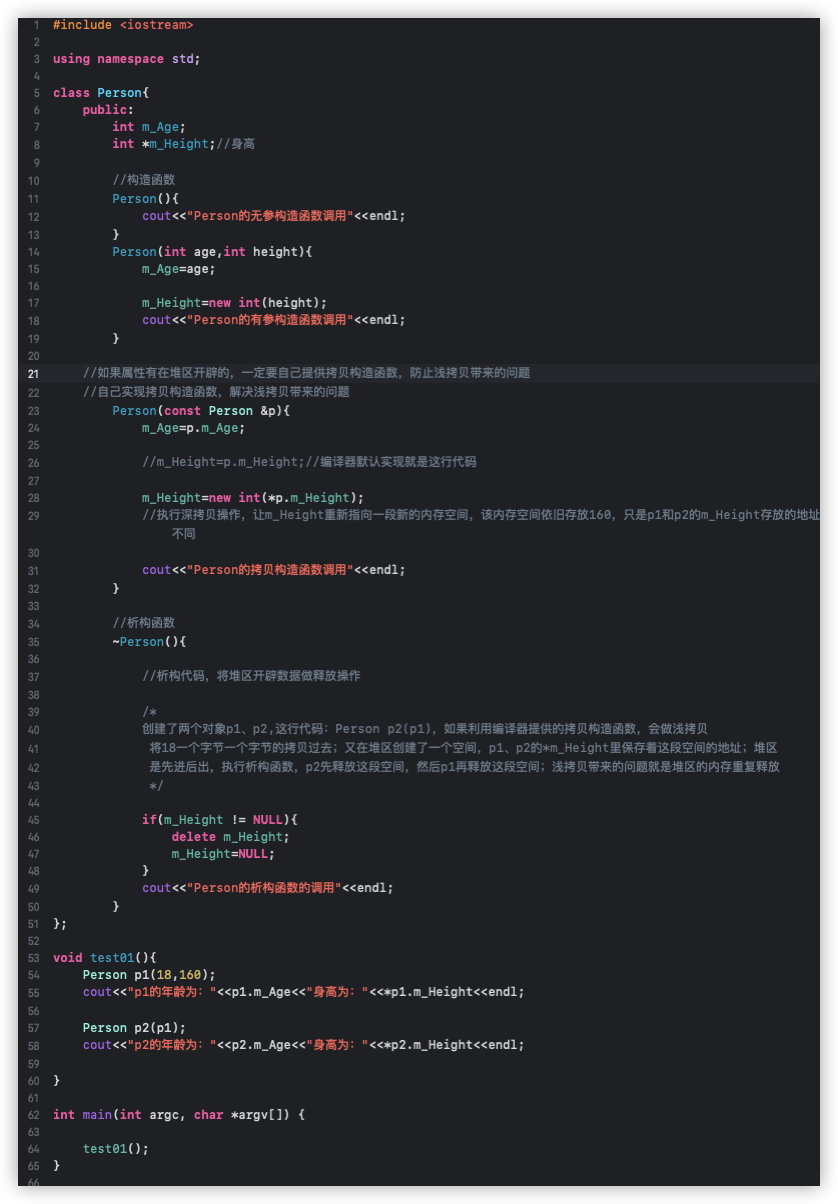 1 #include <iostream>
2
3 using namespace std;
4
5 class Person{
6     public:
7         int m_Age;
8         int *m_Height;//身高
9
10         //构造函数
11         Person(){
12             cout<<"Person的无参构造函数调用"<<endl;
13         }
14         Person(int age,int height){
15             m_Age=age;
16
17             m_Height=new int(height);
18             cout<<"Person的有参构造函数调用"<<endl;
19         }
20
21     //如果属性有在堆区开辟的，一定要自己提供拷贝构造函数，防止浅拷贝带来的问题
22     //自己实现拷贝构造函数，解决浅拷贝带来的问题
23         Person(const Person &p){
24             m_Age=p.m_Age;
25
26             //m_Height=p.m_Height;//编译器默认实现就是这行代码
27
28             m_Height=new int(*p.m_Height);
29             //执行深拷贝操作，让m_Height重新指向一段新的内存空间，该内存空间依旧存放160，只是p1和p2的m_Height存放的地址
                不同
30
31             cout<<"Person的拷贝构造函数调用"<<endl;
32         }
33
34         //析构函数
35         ~Person(){
36
37             //析构代码，将堆区开辟数据做释放操作
38
39             /*
40             创建了两个对象p1、p2,这行代码：Person p2(p1)，如果利用编译器提供的拷贝构造函数，会做浅拷贝
41              将18一个字节一个字节的拷贝过去；又在堆区创建了一个空间，p1、p2的*m_Height里保存着这段空间的地址；堆区
42              是先进后出，执行析构函数，p2先释放这段空间，然后p1再释放这段空间；浅拷贝带来的问题就是堆区的内存重复释放
43              */
44
45             if(m_Height != NULL){
46                 delete m_Height;
47                 m_Height=NULL;
48             }
49             cout<<"Person的析构函数的调用"<<endl;
50         }
51 };
52
53 void test01(){
54     Person p1(18,160);
55     cout<<"p1的年龄为："<<p1.m_Age<<"身高为："<<*p1.m_Height<<endl;
56
57     Person p2(p1);
58     cout<<"p2的年龄为："<<p2.m_Age<<"身高为："<<*p2.m_Height<<endl;
59
60 }
61
62 int main(int argc, char *argv[]) {
63
64     test01();
65 }
66